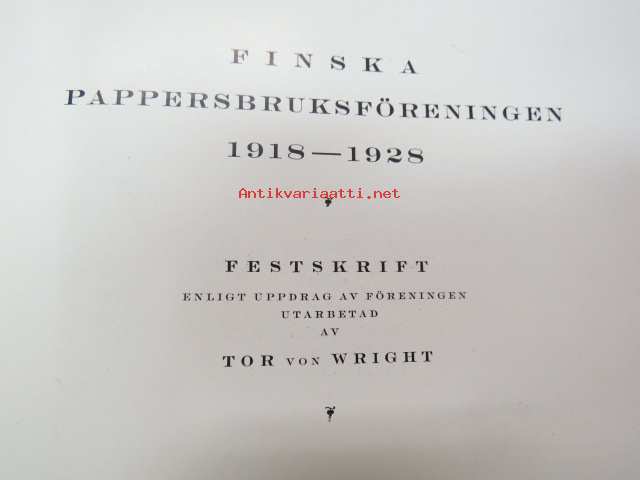 FINSKA
PAPPERSBRUKSFÖRENINGEN
1918—1928
Antikvariaatti.net
FESTSKRIFT
ENLIGT UPPDRAG AV FÖRENINGEN
UTARBETAD
AV
TOR VON WRIGHT